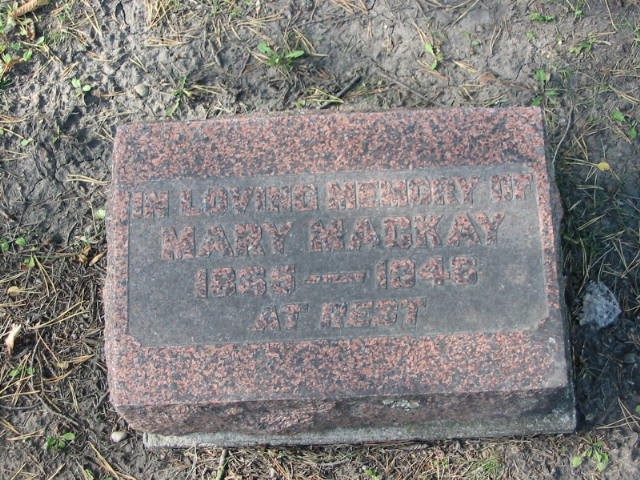 IN LOVING MEMORY OF
MARY MACKAY
1865 — 1946
AT REST